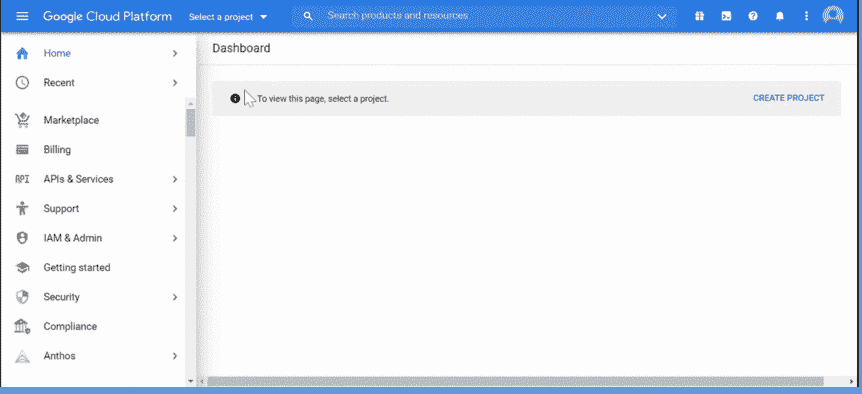 Google Cloud Platform
Select a project
Search products and resources
Home
Recent
Marketplace
Billing
API APIs & Services
Support
IAM & Admin
Getting started
Security
Compliance
Anthos
Dashboard
To view this page, select a project.
CREATE PROJECT